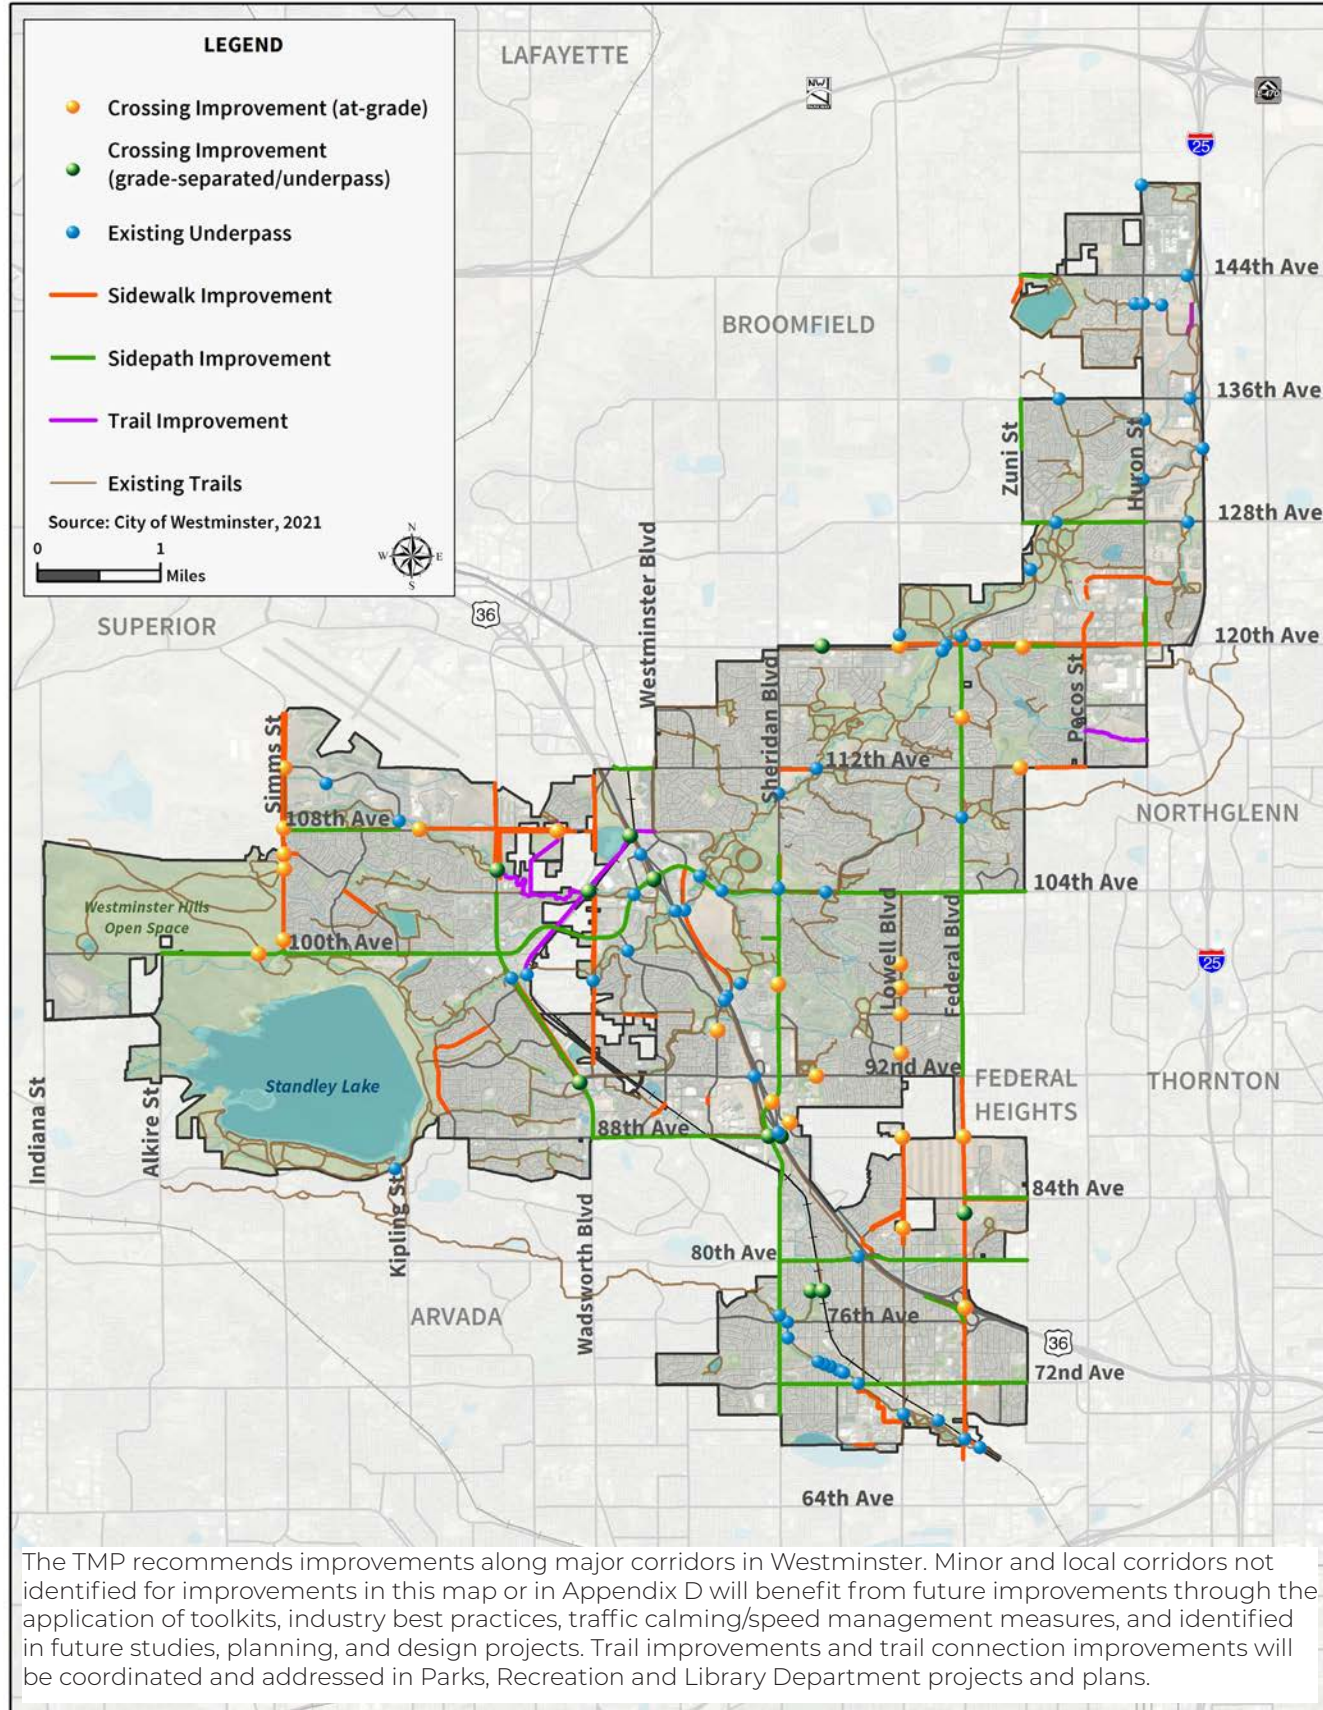 LEGEND
Crossing Improvement (at-grade)
Crossing Improvement
(grade-separated/underpass)
Existing Underpass
Sidewalk Improvement
Sidepath Improvement
Trail Improvement
Existing Trails
Source: City of Westminster, 2021
0 1
Miles
N
W E
S
LAFAYETTE
NW
E-470
25
144th Ave
BROOMFIELD
136th Ave
Zuni St
Huron St
128th Ave
Westminster Blvd
36
SUPERIOR
120th Ave
Sheridan Blvd
Pecos St
Simms St
112th Ave
108th Ave
NORTHGLENN
104th Ave
Westminster Hills
Open Space
100th Ave
Lowell Blvd
Federal Blvd
25
92nd Ave
Standley Lake
FEDERAL
HEIGHTS
THORNTON
Indiana St
Alkire St
88th Ave
84th Ave
Kipling St
Wadsworth Blvd
80th Ave
ARVADA
76th Ave
36
72nd Ave
64th Ave
The TMP recommends improvements along major corridors in Westminster. Minor and local corridors not
identified for improvements in this map or in Appendix D will benefit from future improvements through the
application of toolkits, industry best practices, traffic calming/speed management measures, and identified
in future studies, planning, and design projects. Trail improvements and trail connection improvements will
be coordinated and addressed in Parks, Recreation and Library Department projects and plans.